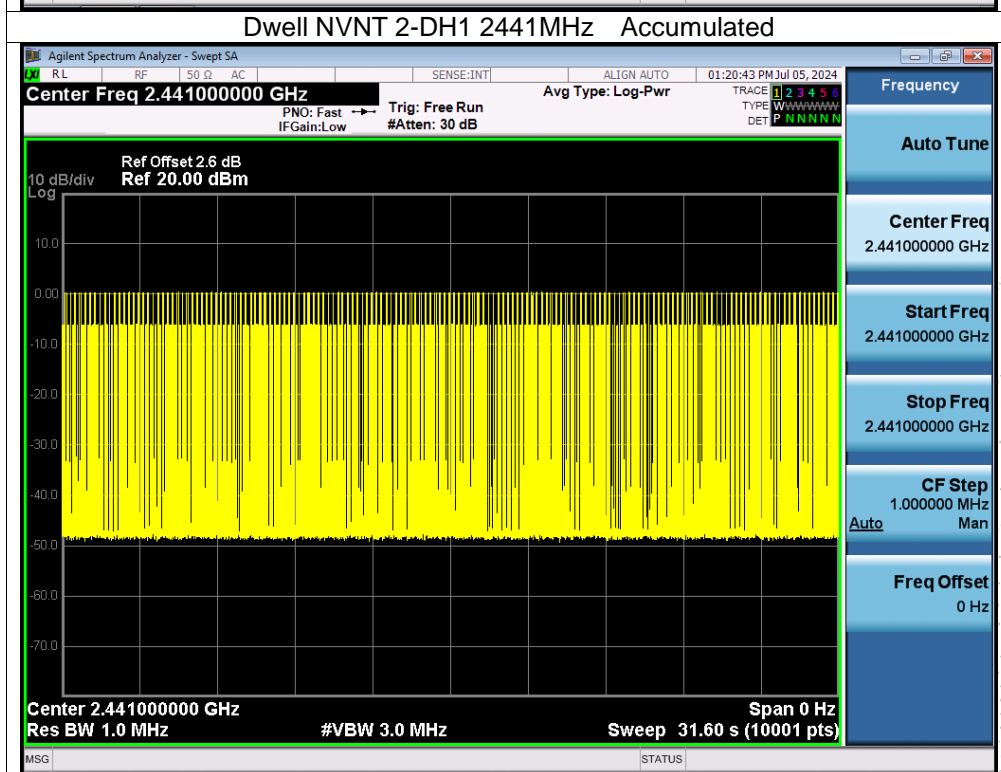 Dwell NVNT 2-DH1 2441MHz Accumulated
Agilent Spectrum Analyzer - Swept SA
LXI RL RF 50 Ω AC SENSE:INT ALIGN AUTO 01:20:43 PM Jul 05, 2024
Center Freq 2.441000000 GHz
PNO: Fast
IFGain:Low
Trig: Free Run
#Atten: 30 dB
Avg Type: Log-Pwr
TRACE 1 2 3 4 5 6
TYPE WWWWWW
DET P N N N N N
Ref Offset 2.6 dB
10 dB/div Ref 20.00 dBm
Log
10.0
0.00
-10.0
-20.0
-30.0
-40.0
-50.0
-60.0
-70.0
Center 2.441000000 GHz Span 0 Hz
Res BW 1.0 MHz #VBW 3.0 MHz Sweep 31.60 s (10001 pts)
MSG STATUS
Frequency
Auto Tune
Center Freq
2.441000000 GHz
Start Freq
2.441000000 GHz
Stop Freq
2.441000000 GHz
CF Step
1.000000 MHz
Auto Man
Freq Offset
0 Hz